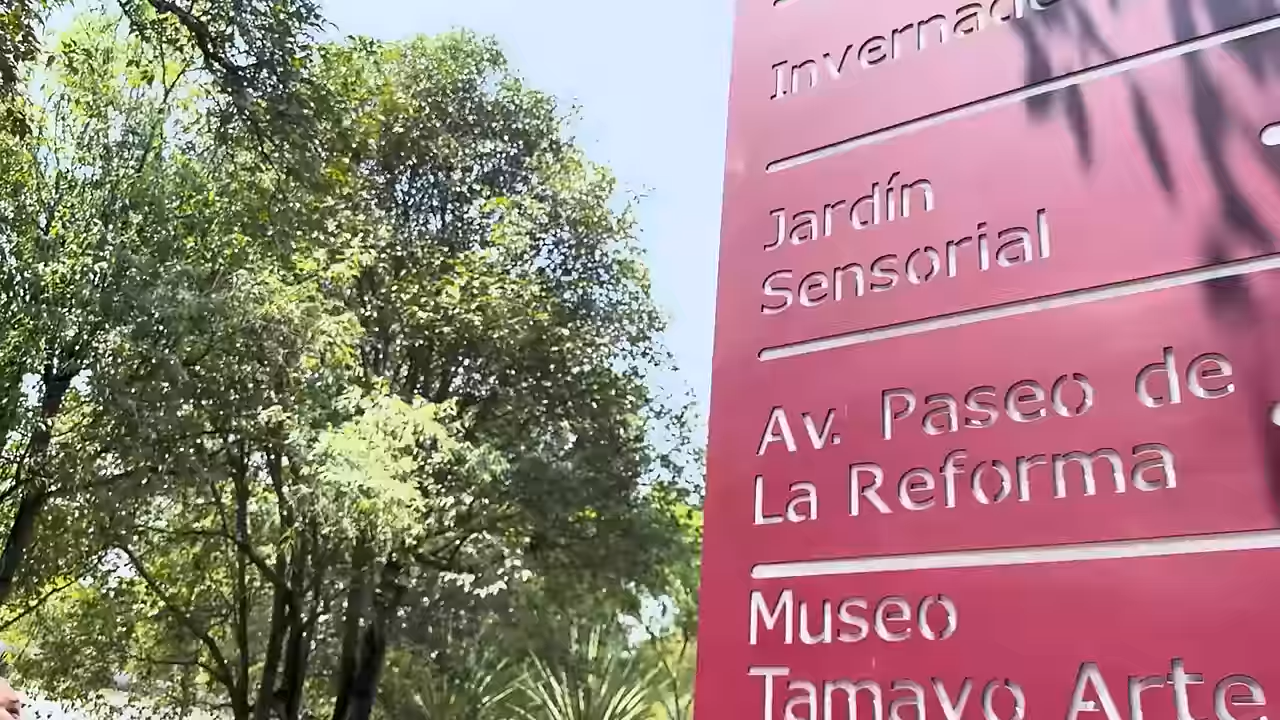 Jardín
Sensorial
Av. Paseo de
La Reforma
Museo
Tamayo Arte